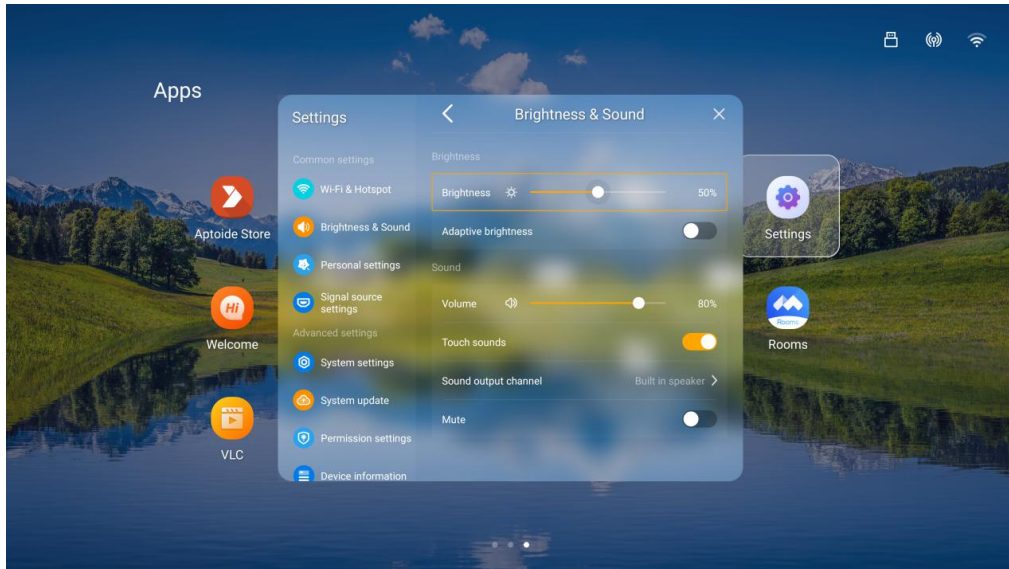 Apps
Aptoide Store
Hi
Welcome
VLC
Settings
Common settings
Wi-Fi & Hotspot
Brightness & Sound
Personal settings
Signal source
settings
Advanced settings
System settings
System update
Permission settings
Device information
Brightness & Sound
Brightness
Brightness 50%
Adaptive brightness
Sound
Volume 80%
Touch sounds
Sound output channel Built in speaker
Mute
Settings
Rooms
Rooms